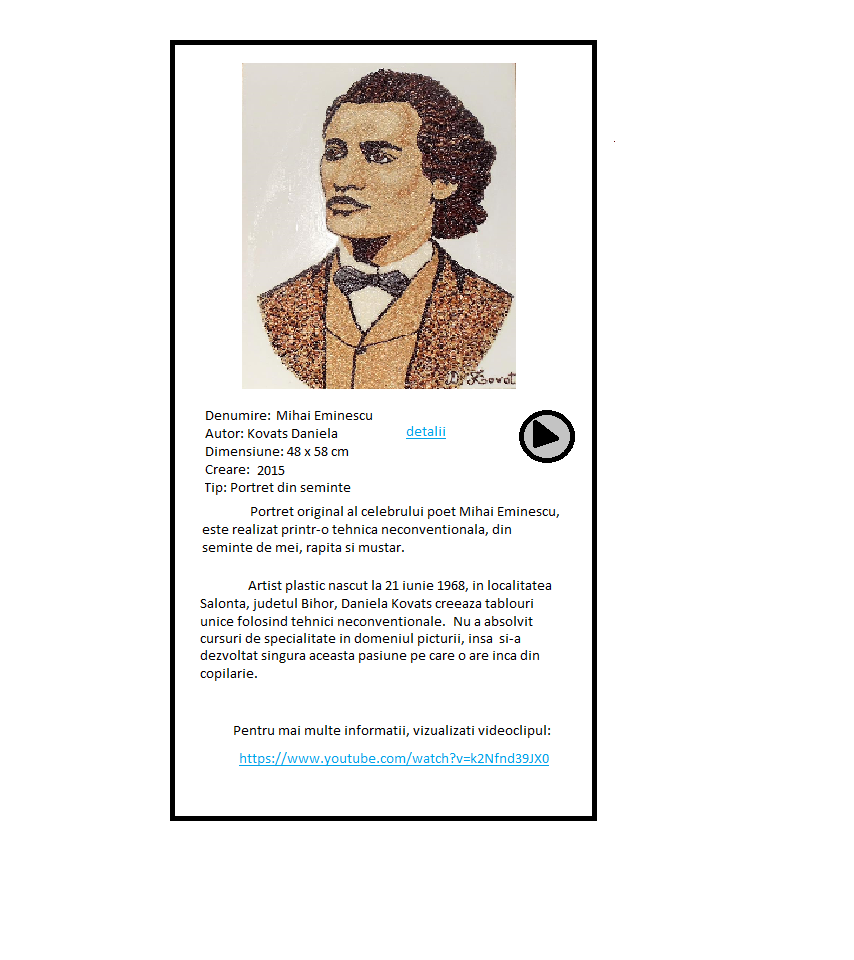 D. Kovat
Denumire: Mihai Eminescu
Autor: Kovats Daniela
detalii
Dimensiune: 48 x 58 cm
Creare: 2015
Tip: Portret din seminte
Portret original al celebrului poet Mihai Eminescu,
este realizat printr-o tehnica neconventionala, din
seminte de mei, rapita si mustar.
Artist plastic nascut la 21 iunie 1968, in localitatea
Salonta, judetul Bihor, Daniela Kovats creeaza tablouri
unice folosind tehnici neconventionale. Nu a absolvit
cursuri de specialitate in domeniul picturii, insa si-a
dezvoltat singura aceasta pasiune pe care o are inca din
copilarie.
Pentru mai multe informatii, vizualizati videoclipul:
https://www.youtube.com/watch?v=k2Nfnd39JX0